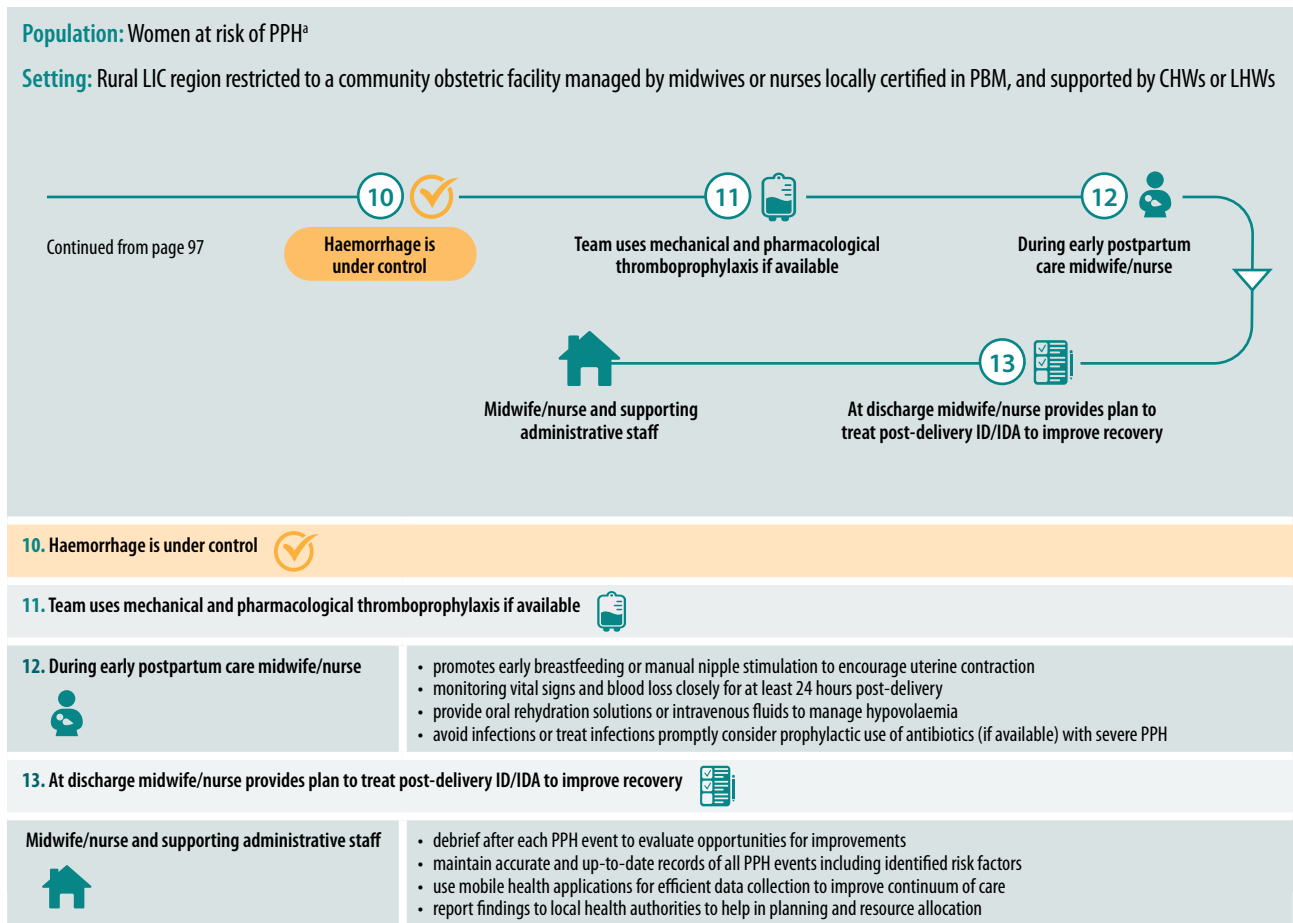 Population: Women at risk of PPHª
Setting: Rural LIC region restricted to a community obstetric facility managed by midwives or nurses locally certified in PBM, and supported by CHWs or LHWs
Continued from page 97
10
Haemorrhage is
under control
11
Team uses mechanical and pharmacological
thromboprophylaxis if available
12
During early postpartum
care midwife/nurse
13
At discharge midwife/nurse provides plan to
treat post-delivery ID/IDA to improve recovery
Midwife/nurse and supporting
administrative staff
10. Haemorrhage is under control
11. Team uses mechanical and pharmacological thromboprophylaxis if available
12. During early postpartum care midwife/nurse
• promotes early breastfeeding or manual nipple stimulation to encourage uterine contraction
• monitoring vital signs and blood loss closely for at least 24 hours post-delivery
• provide oral rehydration solutions or intravenous fluids to manage hypovolaemia
• avoid infections or treat infections promptly consider prophylactic use of antibiotics (if available) with severe PPH
13. At discharge midwife/nurse provides plan to treat post-delivery ID/IDA to improve recovery
Midwife/nurse and supporting administrative staff
• debrief after each PPH event to evaluate opportunities for improvements
• maintain accurate and up-to-date records of all PPH events including identified risk factors
• use mobile health applications for efficient data collection to improve continuum of care
• report findings to local health authorities to help in planning and resource allocation